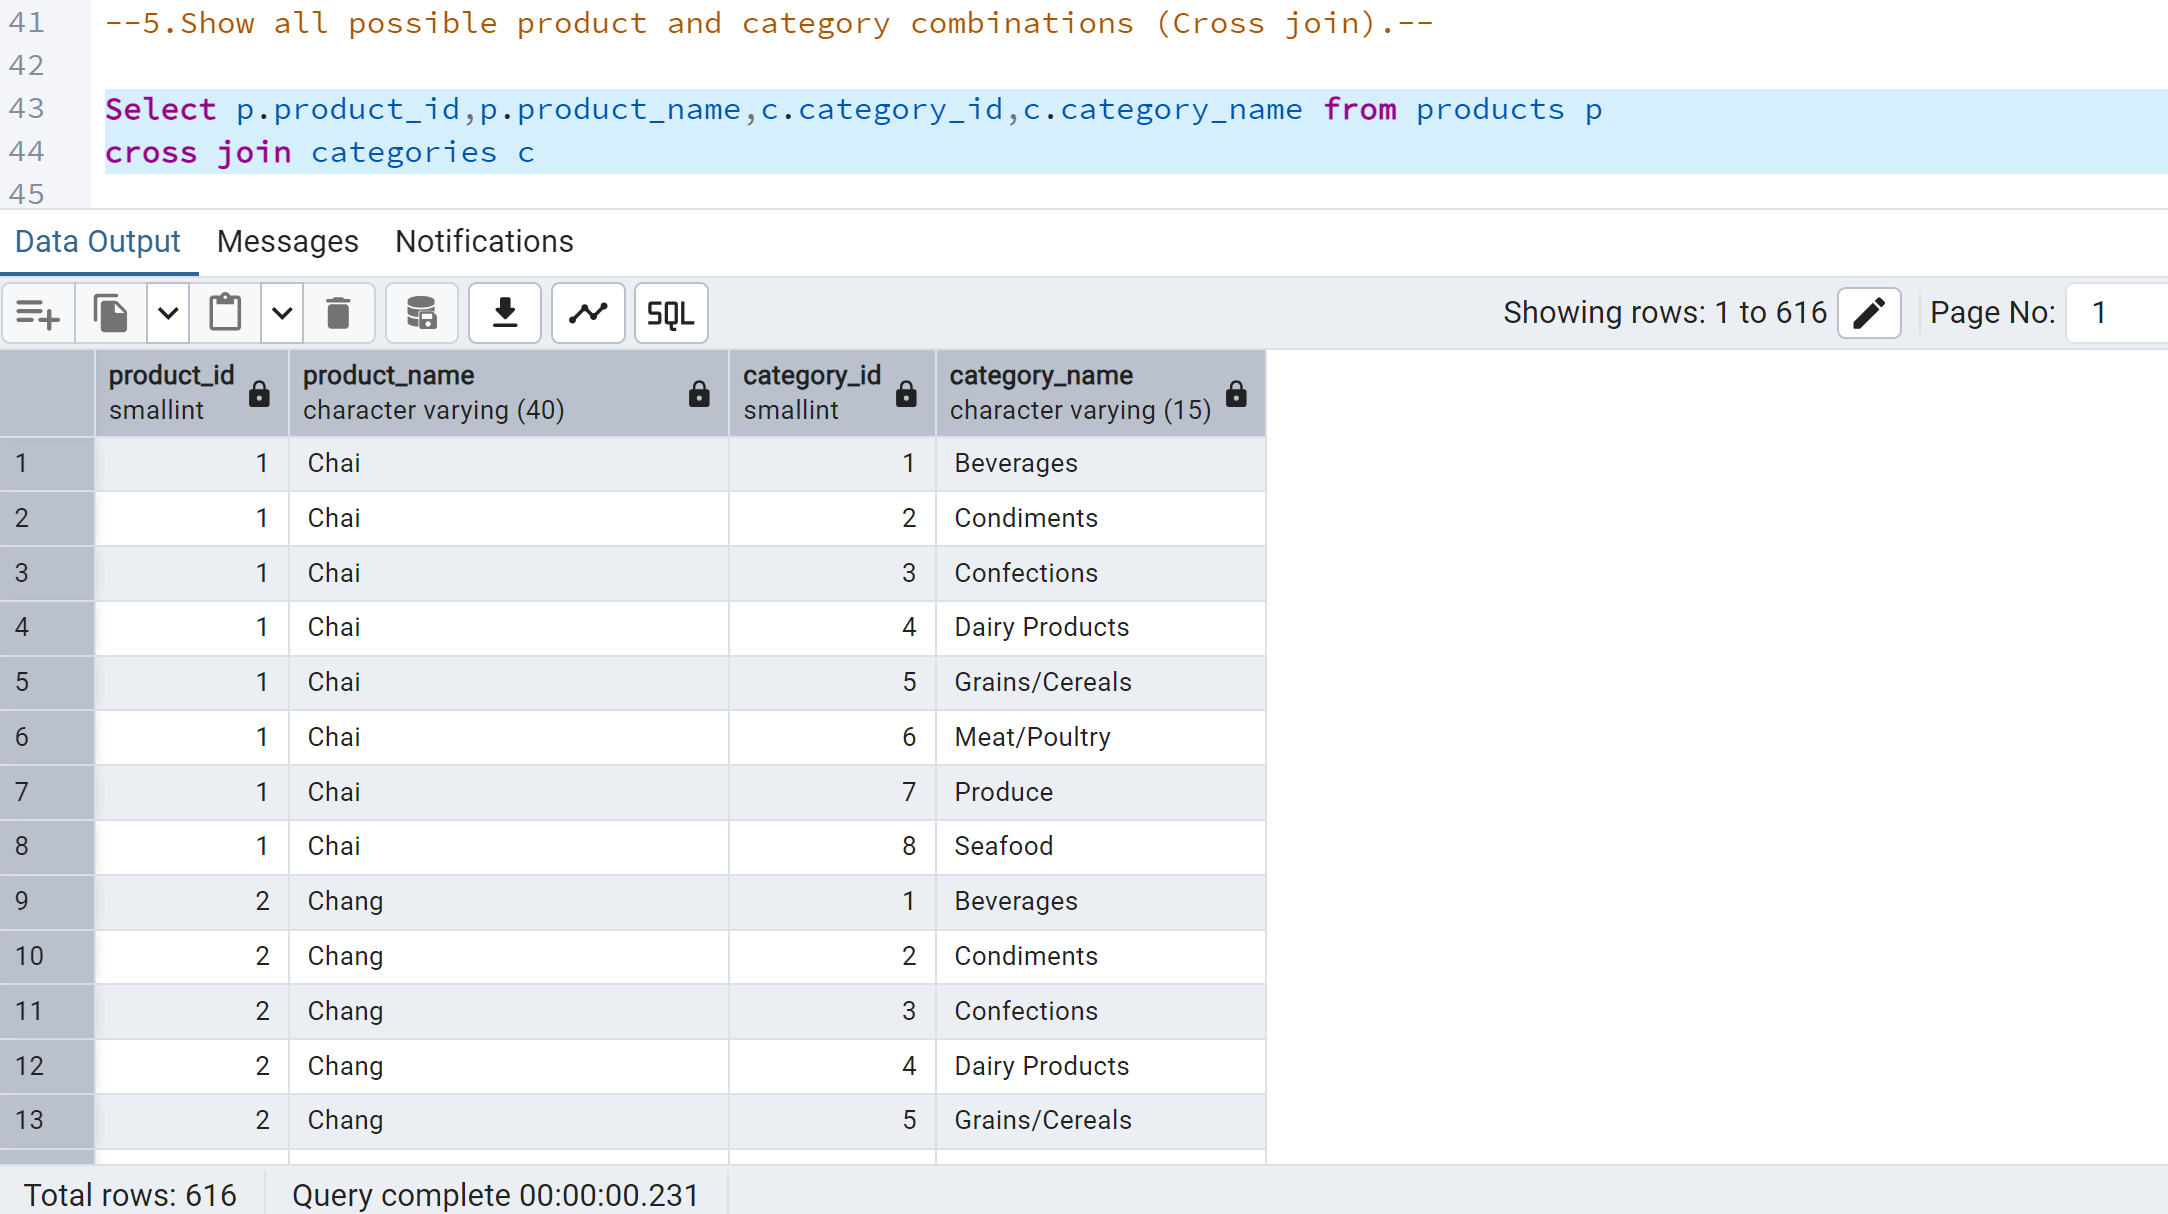 41 --5.Show all possible product and category combinations (Cross join).--
42
43 Select p.product_id,p.product_name,c.category_id,c.category_name from products p
44 cross join categories c
45
Data Output Messages Notifications
SQL Showing rows: 1 to 616 Page No: 1
product_id product_name category_id category_name
smallint character varying (40) smallint character varying (15)
1 1 Chai 1 Beverages
2 1 Chai 2 Condiments
3 1 Chai 3 Confections
4 1 Chai 4 Dairy Products
5 1 Chai 5 Grains/Cereals
6 1 Chai 6 Meat/Poultry
7 1 Chai 7 Produce
8 1 Chai 8 Seafood
9 2 Chang 1 Beverages
10 2 Chang 2 Condiments
11 2 Chang 3 Confections
12 2 Chang 4 Dairy Products
13 2 Chang 5 Grains/Cereals
Total rows: 616 Query complete 00:00:00.231